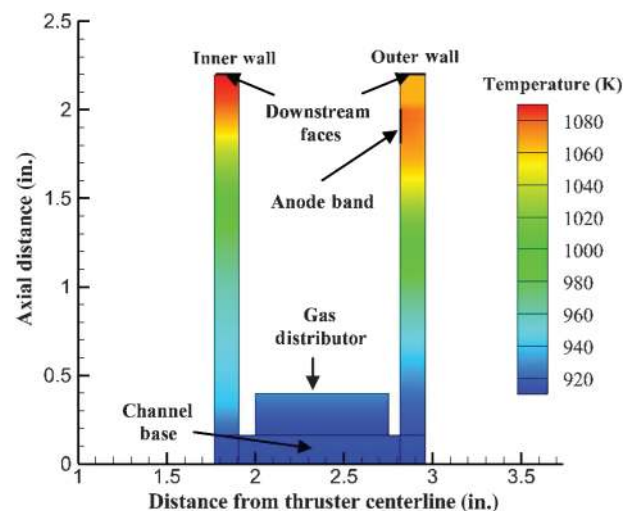 2.5
2
1.5
1
0.5
0
Axial distance (in.)
Inner wall
Outer wall
Downstream
faces
Anode band
Gas
distributor
Channel
base
1
1.5
2
2.5
3
3.5
Distance from thruster centerline (in.)
Temperature (K)
1080
1060
1040
1020
1000
980
960
940
920